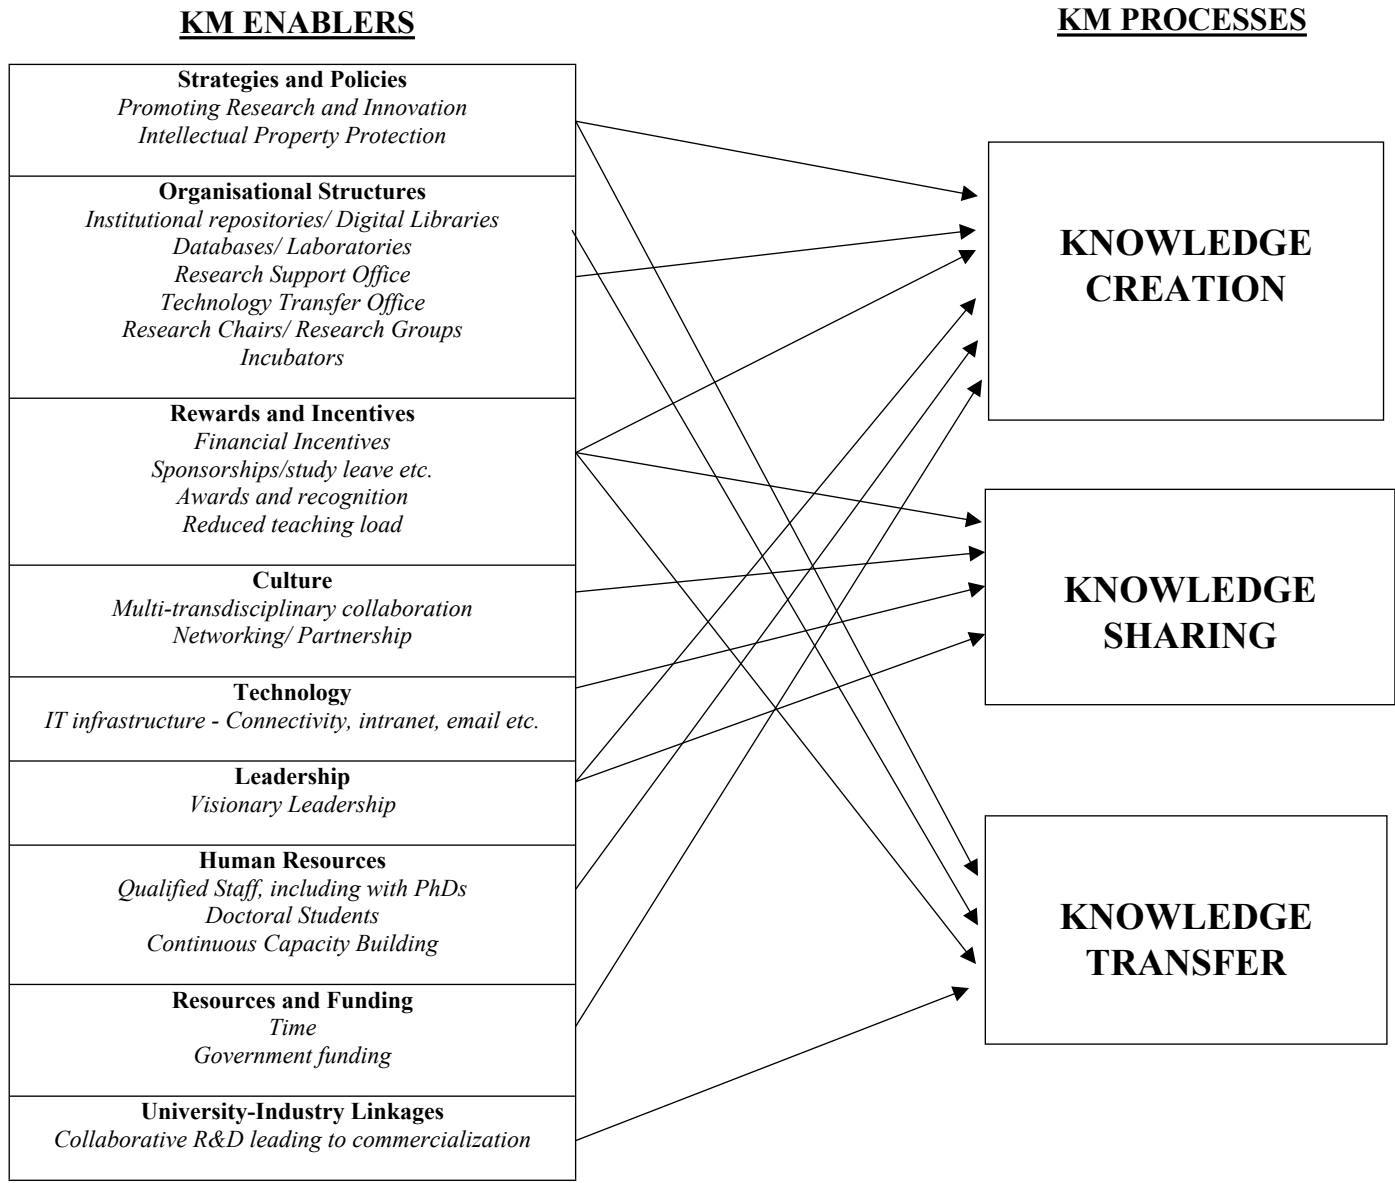 KM ENABLERS
Strategies and Policies
Promoting Research and Innovation
Intellectual Property Protection
Organisational Structures
Institutional repositories/ Digital Libraries
Databases/ Laboratories
Research Support Office
Technology Transfer Office
Research Chairs/ Research Groups
Incubators
Rewards and Incentives
Financial Incentives
Sponsorships/study leave etc.
Awards and recognition
Reduced teaching load
Culture
Multi-transdisciplinary collaboration
Networking/ Partnership
Technology
IT infrastructure - Connectivity, intranet, email etc.
Leadership
Visionary Leadership
Human Resources
Qualified Staff, including with PhDs
Doctoral Students
Continuous Capacity Building
Resources and Funding
Time
Government funding
University-Industry Linkages
Collaborative R&D leading to commercialization
KM PROCESSES
KNOWLEDGE
CREATION
KNOWLEDGE
SHARING
KNOWLEDGE
TRANSFER